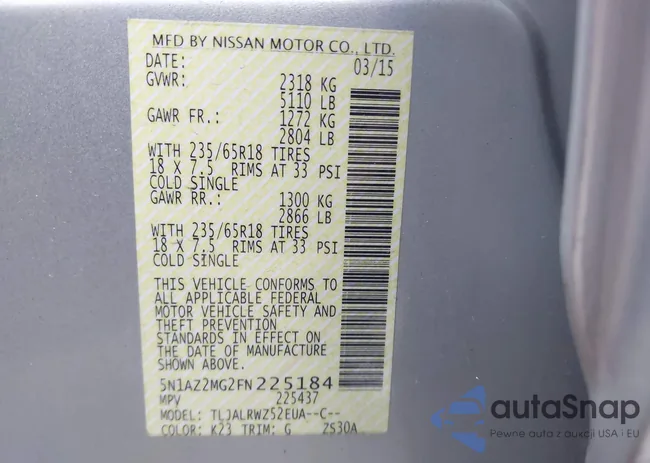 MFD BY NISSAN MOTOR CO., LTD.
DATE: 03/15
GVWR: 2318 KG
5110 LB
GAWR FR.: 1272 KG
2804 LB
WITH 235/65R18 TIRES
18 X 7.5 RIMS AT 33 PSI
COLD SINGLE
GAWR RR.: 1300 KG
2866 LB
WITH 235/65R18 TIRES
18 X 7.5 RIMS AT 33 PSI
COLD SINGLE
THIS VEHICLE CONFORMS TO
ALL APPLICABLE FEDERAL
MOTOR VEHICLE SAFETY AND
THEFT PREVENTION
STANDARDS IN EFFECT ON
THE DATE OF MANUFACTURE
SHOWN ABOVE.
5N1AZ2MG2FN225184
MPV 225437
MODEL: TLJALRWZ52EUA--C--
COLOR: K23 TRIM: G ZS30A
autoSnap
Pewne auto z aukcji USA i EU